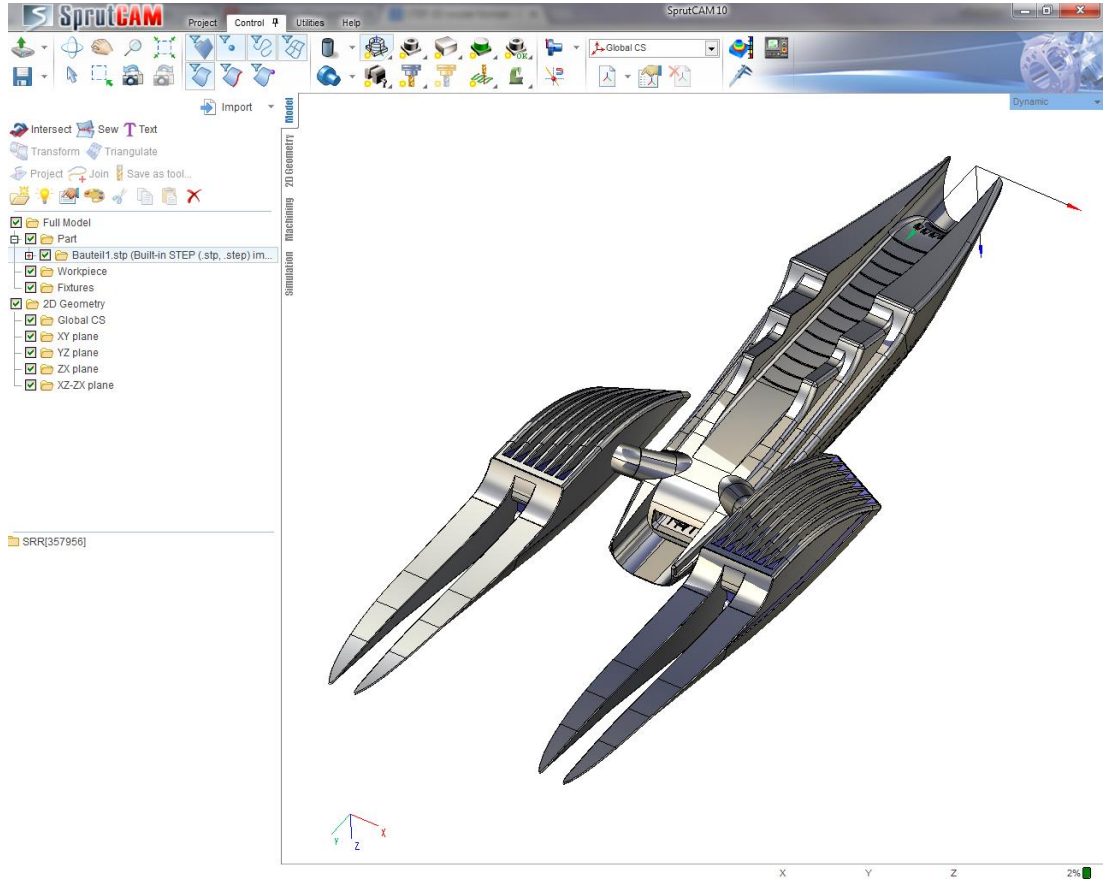 SprutCAM 10
SprutCAM
Project Control Utilities Help
OK
Global CS
Import
Dynamic
Intersect Sew T Text
Transform Triangulate
Project Join Save as tool...
Full Model
Part
Bauteil1.stp (Built-in STEP (.stp, .step) im...
Workpiece
Fixtures
2D Geometry
Global CS
XY plane
YZ plane
ZX plane
XZ-ZX plane
Model
2D Geometry
Machining
Simulation
SRR[357956]
X
y
Z
X Y Z 2%